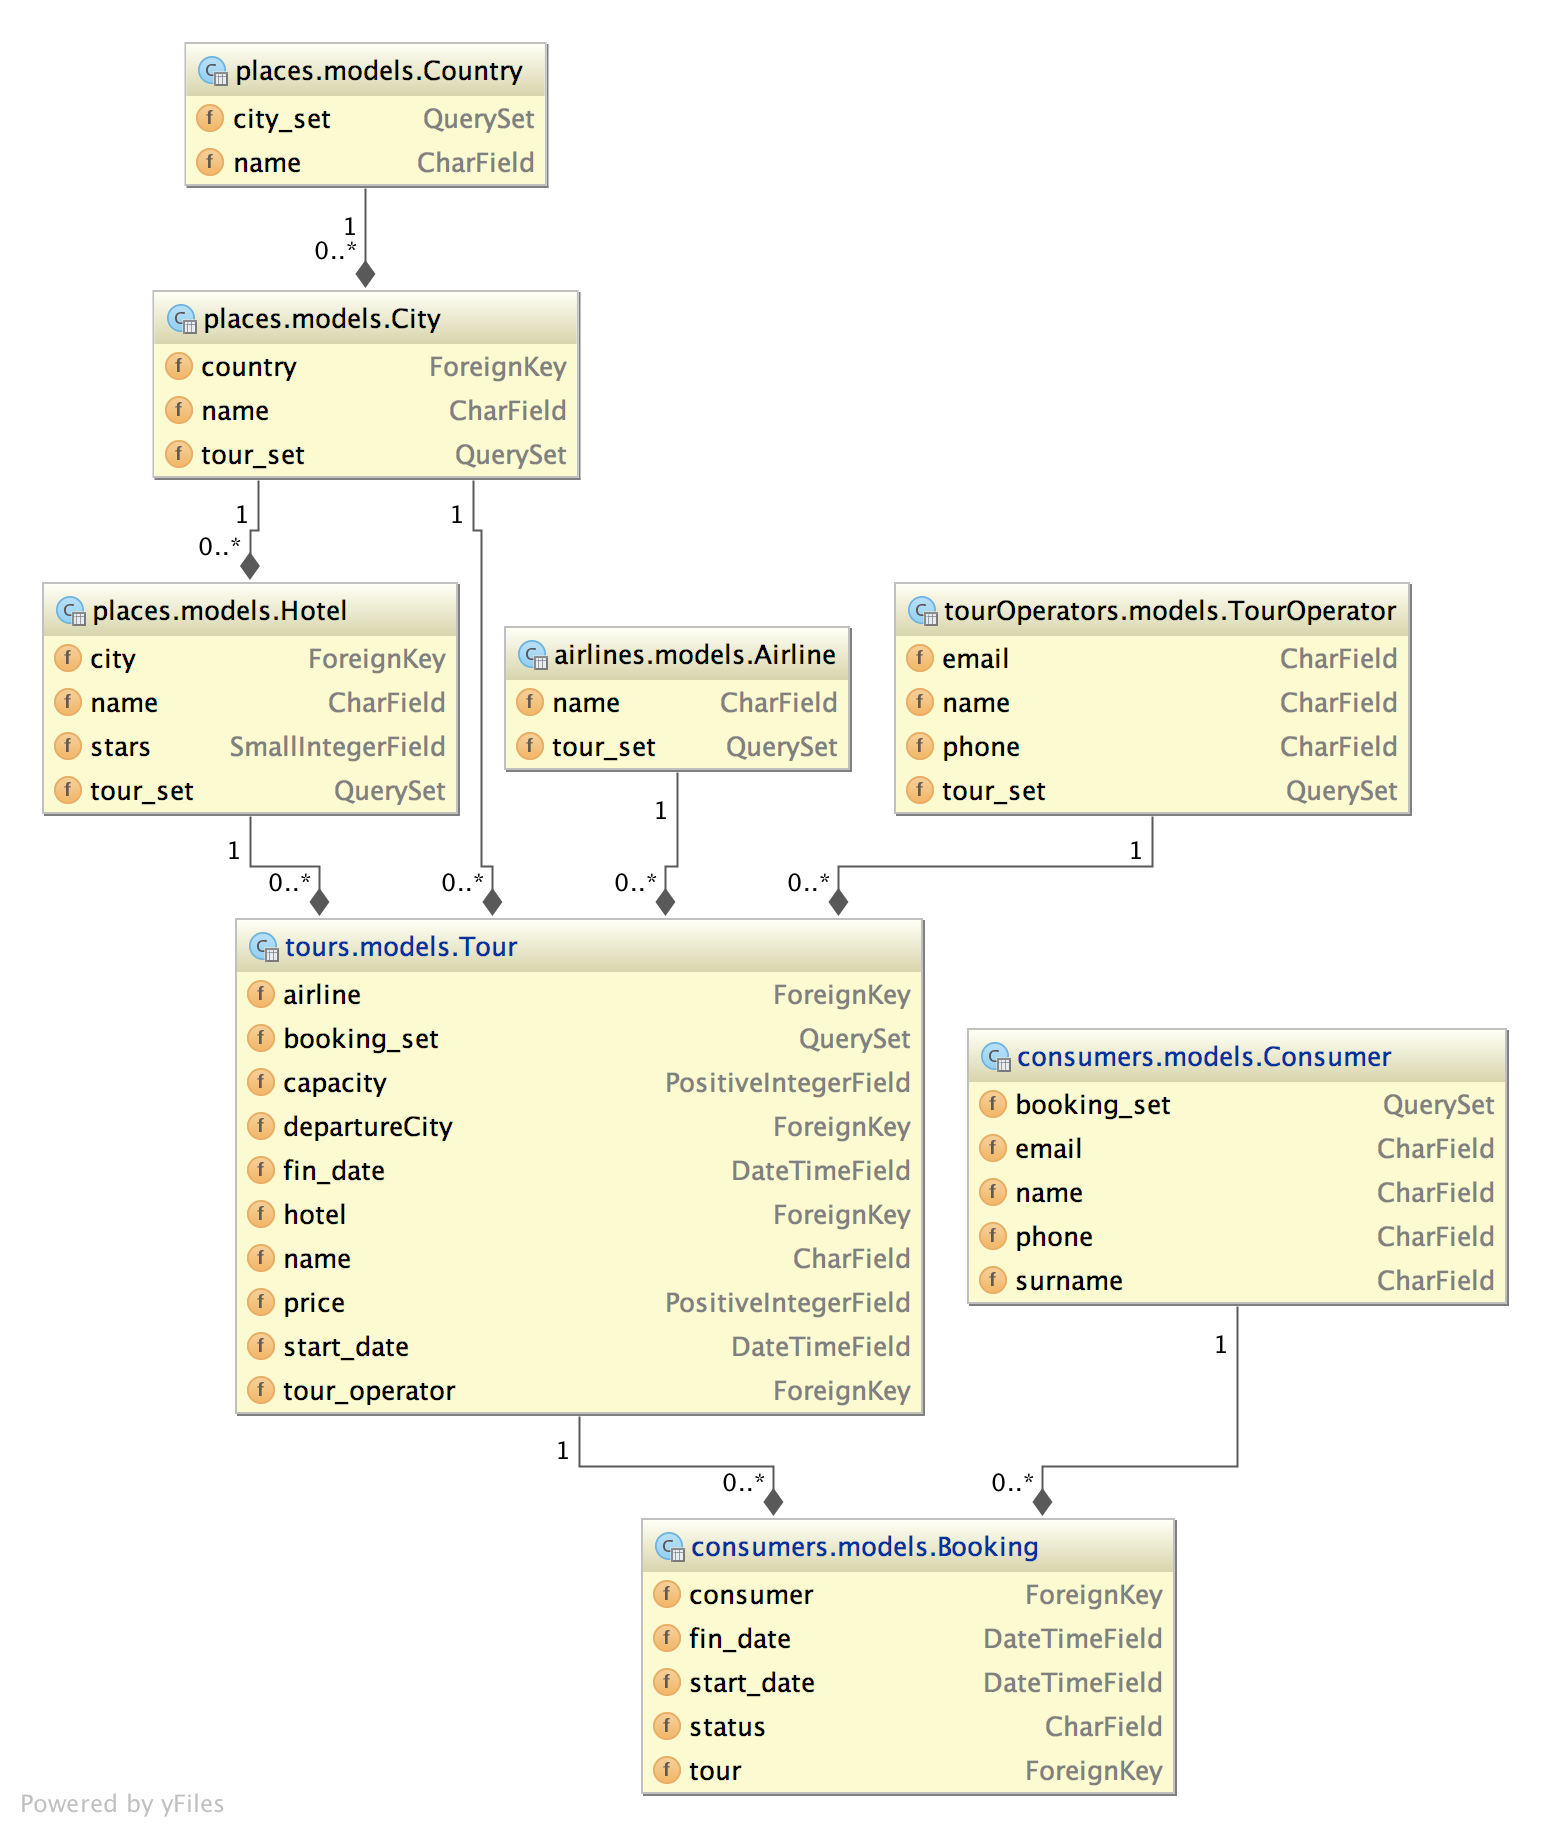 places.models.Country
city_set QuerySet
name CharField
1
0..*
places.models.City
country ForeignKey
name CharField
tour_set QuerySet
1
0..*
1
places.models.Hotel
city ForeignKey
name CharField
stars SmallIntegerField
tour_set QuerySet
airlines.models.Airline
name CharField
tour_set QuerySet
tourOperators.models.TourOperator
email CharField
name CharField
phone CharField
tour_set QuerySet
1
0..*
0..*
1
0..*
1
0..*
tours.models.Tour
airline ForeignKey
booking_set QuerySet
capacity PositiveIntegerField
departureCity ForeignKey
fin_date DateTimeField
hotel ForeignKey
name CharField
price PositiveIntegerField
start_date DateTimeField
tour_operator ForeignKey
consumers.models.Consumer
booking_set QuerySet
email CharField
name CharField
phone CharField
surname CharField
1
0..*
1
0..*
consumers.models.Booking
consumer ForeignKey
fin_date DateTimeField
start_date DateTimeField
status CharField
tour ForeignKey
Powered by yFiles